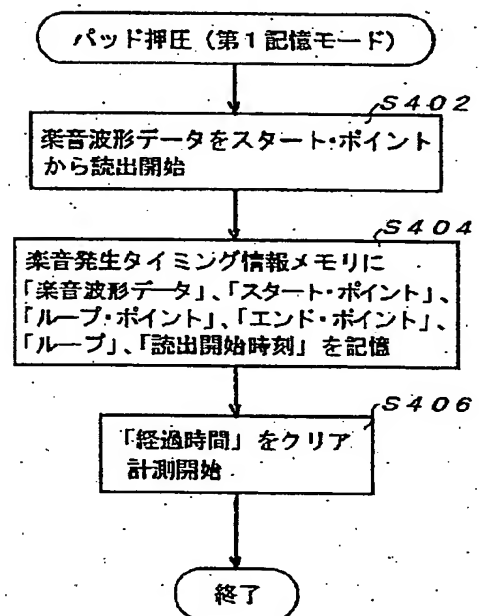 パッド押圧(第1記憶モード)
S402
楽音波形データをスタート・ポイント
から読出開始
S404
楽音発生タイミング情報メモリに
「楽音波形データ」、「スタート・ポイント」、
「ループ・ポイント」、「エンド・ポイント」、
「ループ」、「読出開始時刻」を記憶
S406
「経過時間」をクリア
計測開始
終了